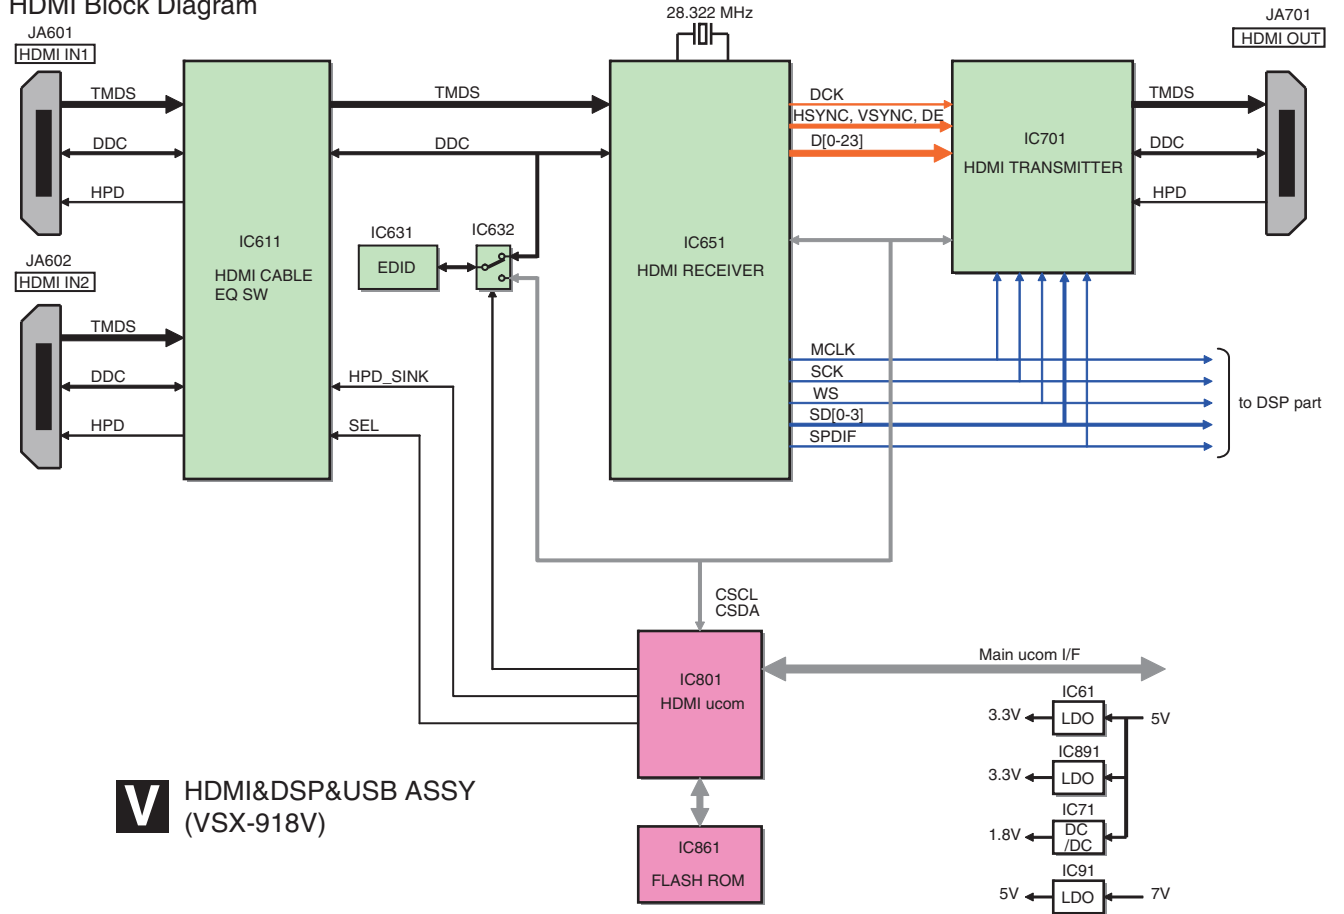 HDMI Block Diagram
28.322 MHz
JA601
HDMI IN1
JA701
HDMI OUT
TMDS
TMDS
DCK
TMDS
HSYNC, VSYNC, DE
DDC
DDC
D[0-23]
IC701
HDMI TRANSMITTER
DDC
HPD
HPD
IC611
HDMI CABLE
EQ SW
IC631
EDID
IC632
IC651
HDMI RECEIVER
JA602
HDMI IN2
TMDS
DDC
HPD
HPD_SINK
SEL
MCLK
SCK
WS
SD[0-3]
SPDIF
to DSP part
CSCL
CSDA
IC801
HDMI ucom
Main ucom I/F
IC61
3.3V
LDO
5V
IC891
3.3V
LDO
IC71
1.8V
DC
/DC
IC91
5V
LDO
7V
V
HDMI&DSP&USB ASSY
(VSX-918V)
IC861
FLASH ROM